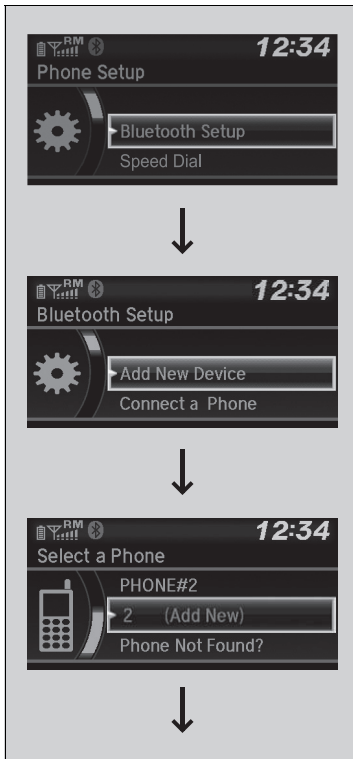 RM
12:34
Phone Setup
Bluetooth Setup
Speed Dial
RM
12:34
Bluetooth Setup
Add New Device
Connect a Phone
RM
12:34
Select a Phone
PHONE#2
2 (Add New)
Phone Not Found?